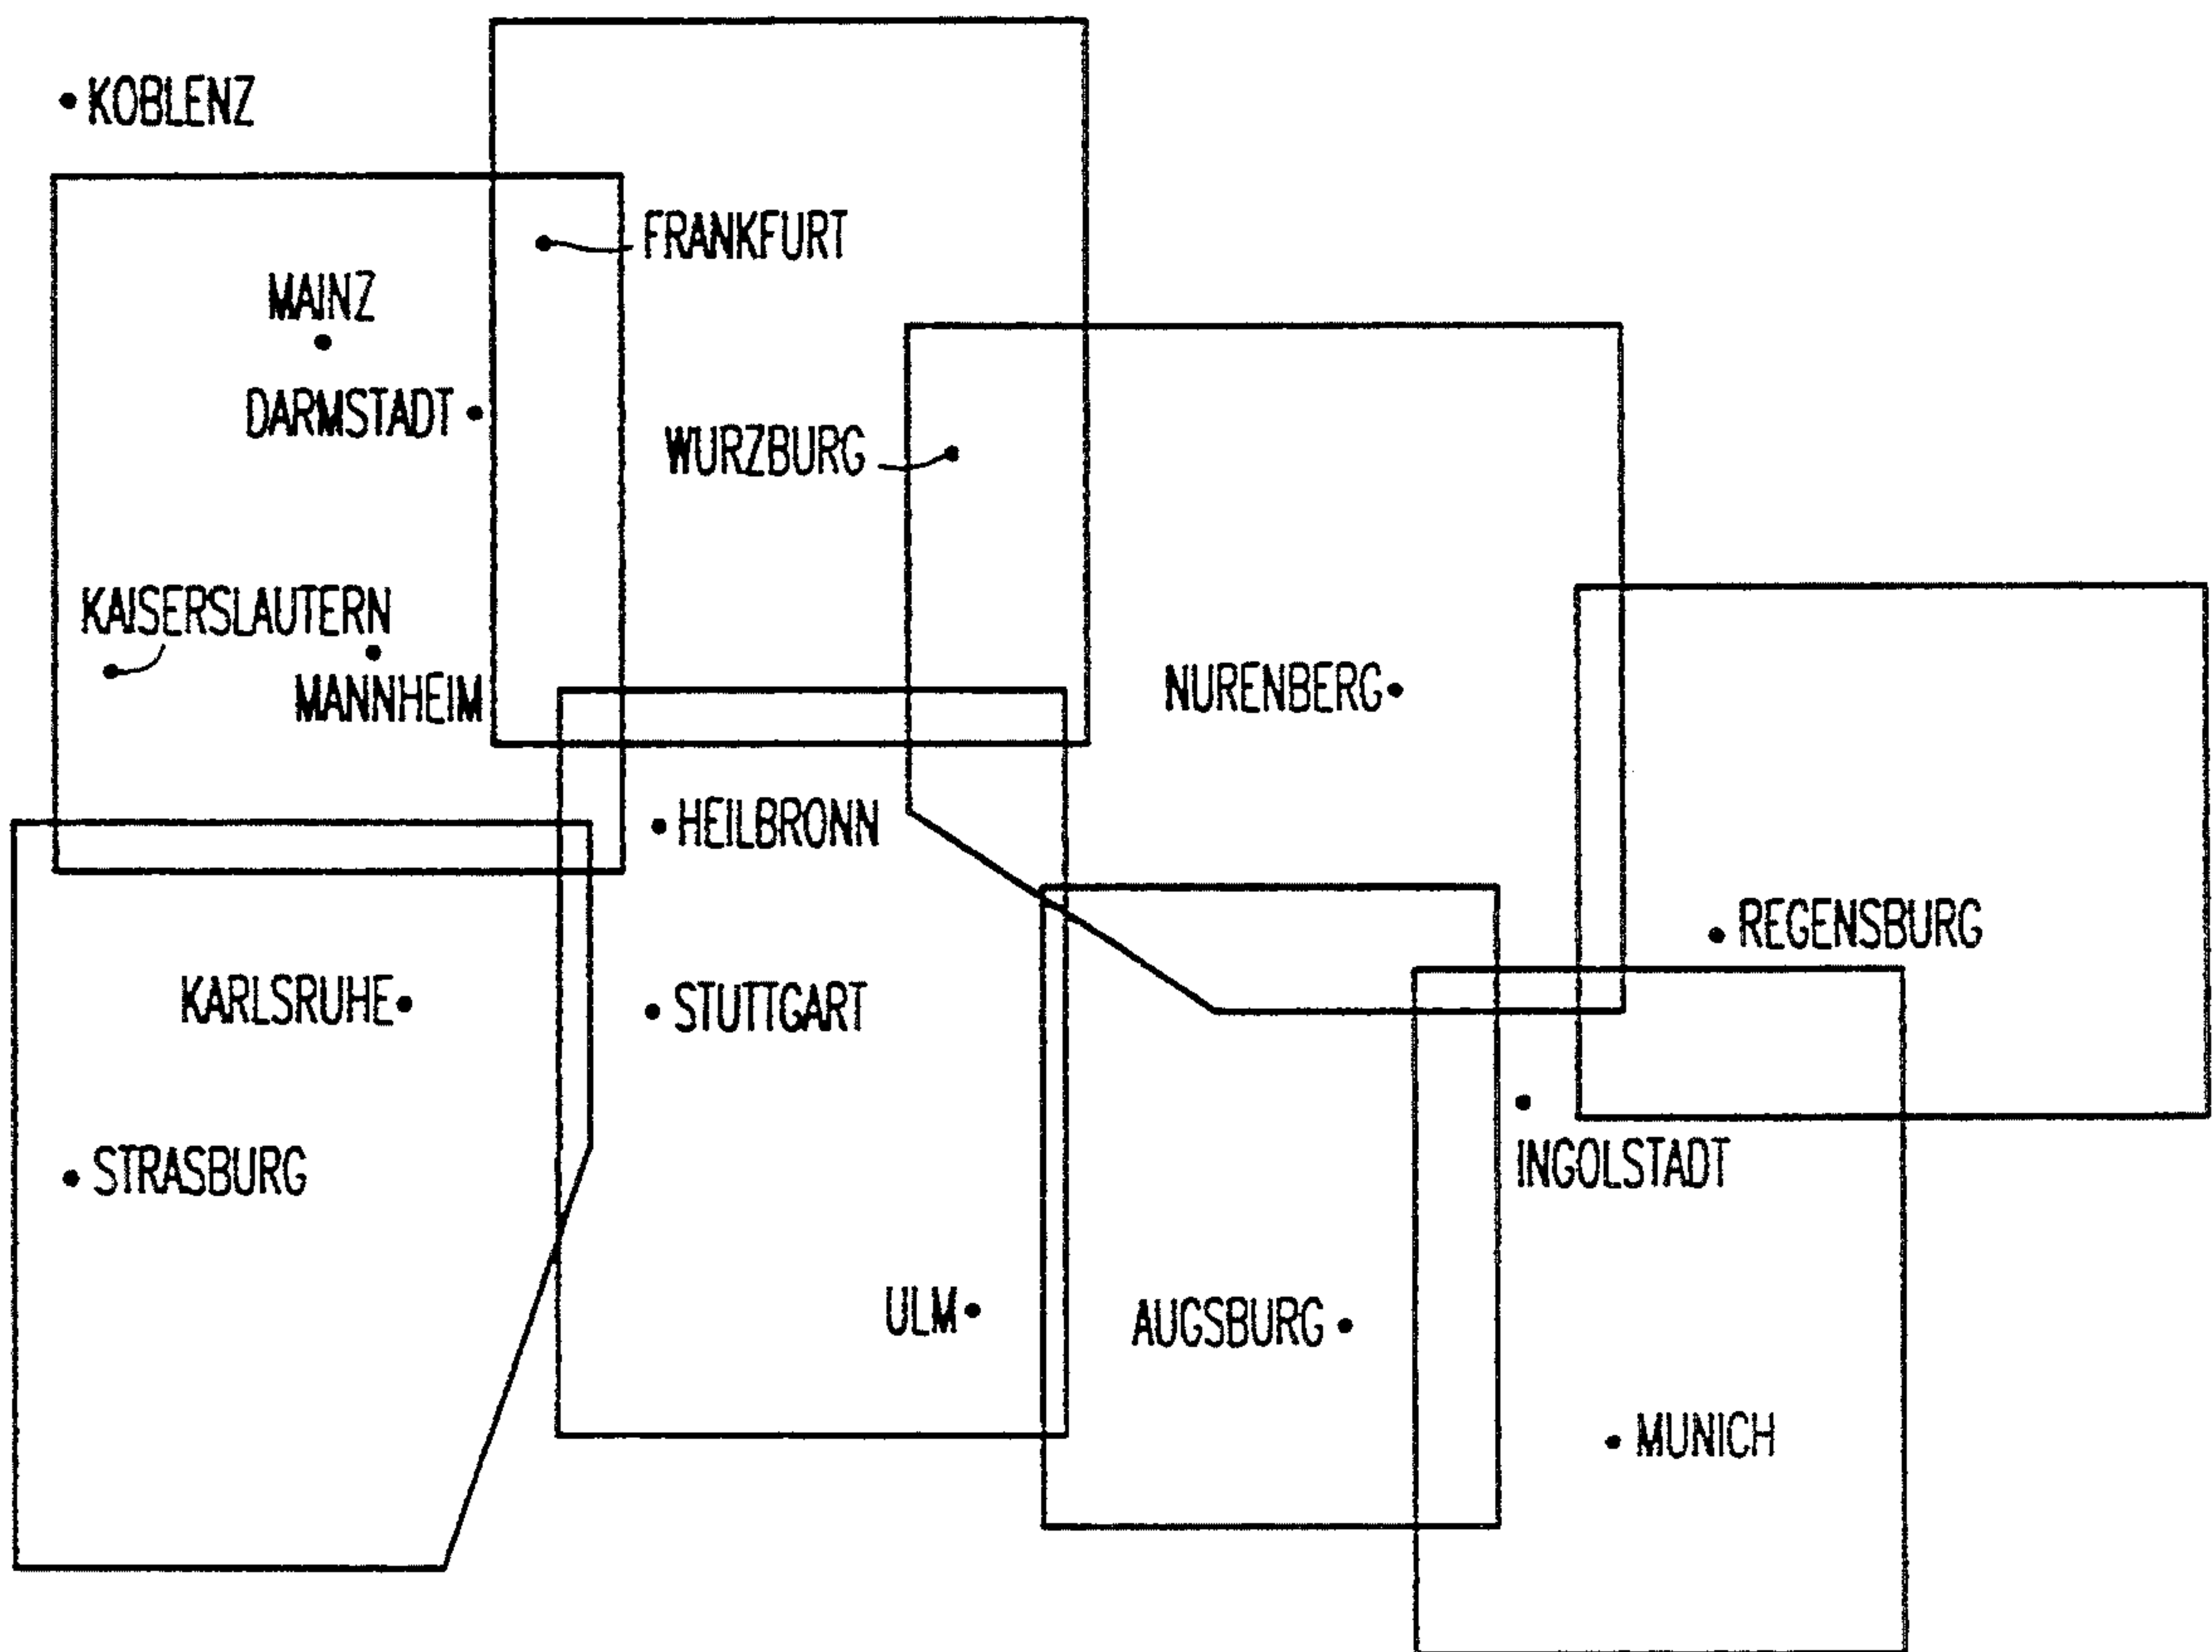 KOBLENZ
FRANKFURT
MAINZ
DARMSTADT
WURZBURG
KAISERSLAUTERN
MANNHEIM
NURENBERG
HEILBRONN
REGENSBURG
KARLSRUHE
STUTTGART
STRASBURG
INGOLSTADT
ULM
AUGSBURG
MUNICH